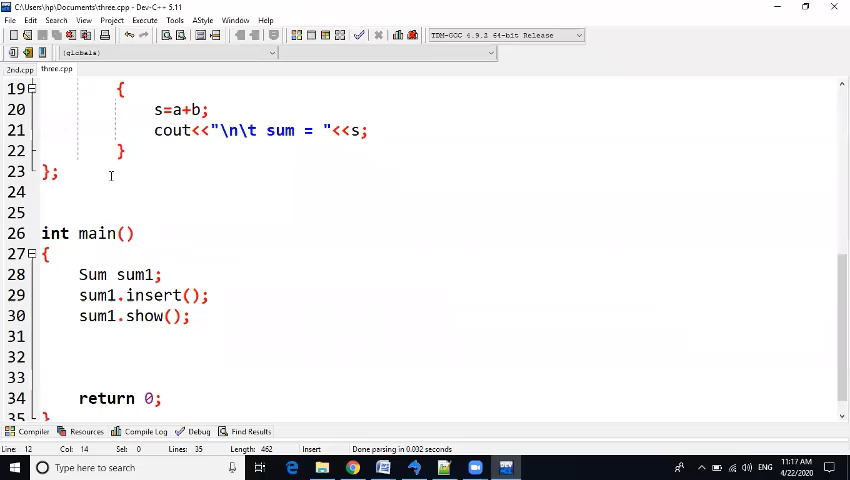 C:\Users\hp\Documents\three.cpp - Dev-C++ 5.11
File Edit Search View Project Execute Tools AStyle Window Help
TDM-GCC 4.9.2 64-bit Release
(globals)
2nd.cpp three.cpp
19 {
20 s=a+b;
21 cout<<"\n\t sum = "<<s;
22 }
23 };
24
25
26 int main()
27 {
28 Sum sum1;
29 sum1.insert();
30 sum1.show();
31
32
33
34 return 0;
35 }
Compiler Resources Compile Log Debug Find Results
Line: 12 Col: 14 Sel: 0 Lines: 35 Length: 462 Insert Done parsing in 0.032 seconds
Type here to search
ENG
11:17 AM
4/22/2020